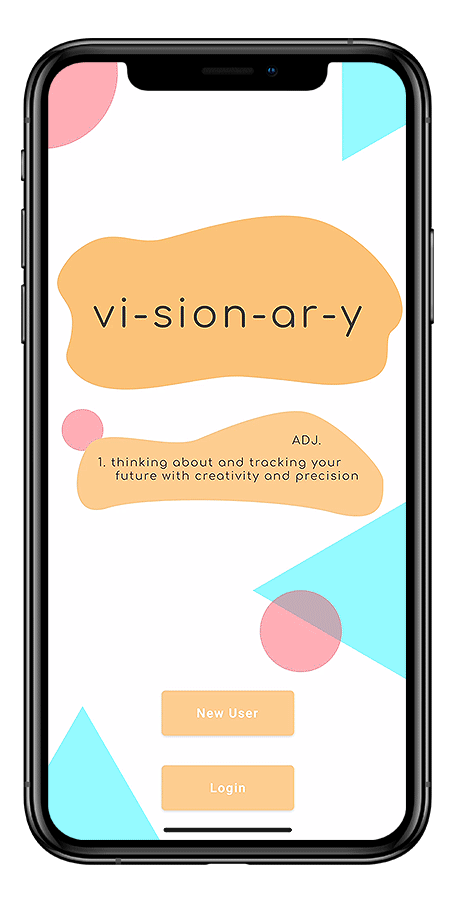 vi-sion-ar-y
ADJ.
1. thinking about and tracking your
future with creativity and precision
New User
Login